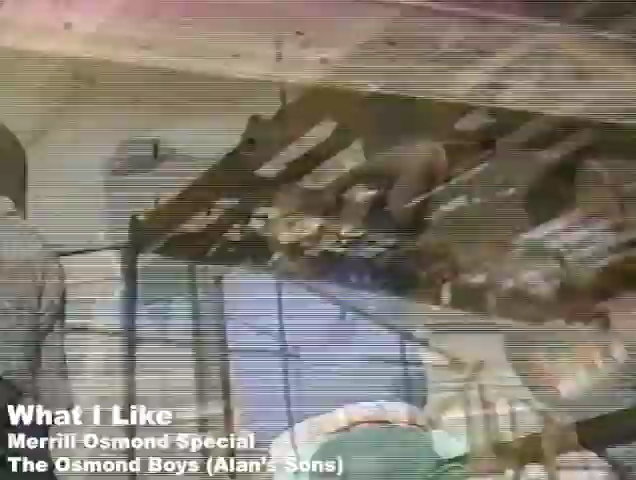 What I Like
Merrill Osmond Special
The Osmond Boys (Alan's Sons)